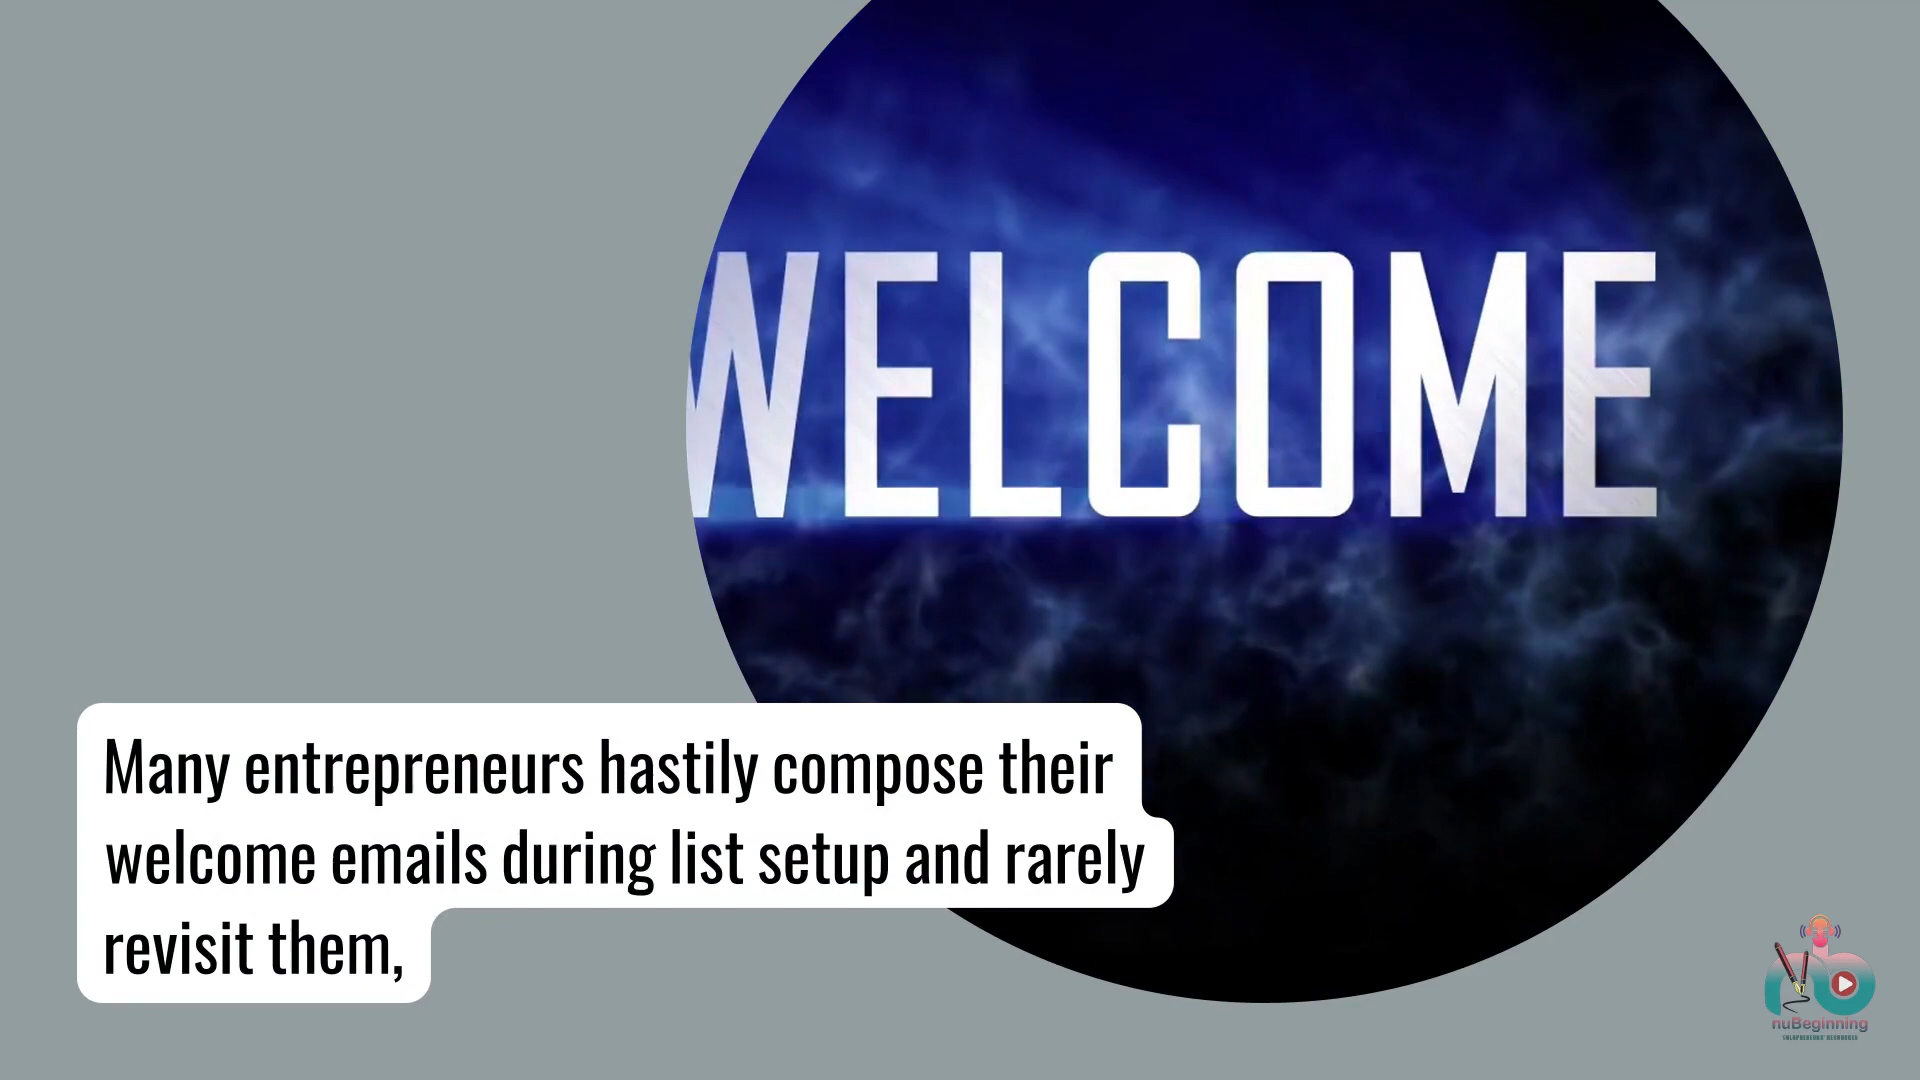 WELCOME
Many entrepreneurs hastily compose their
welcome emails during list setup and rarely
revisit them,
nuBeginning